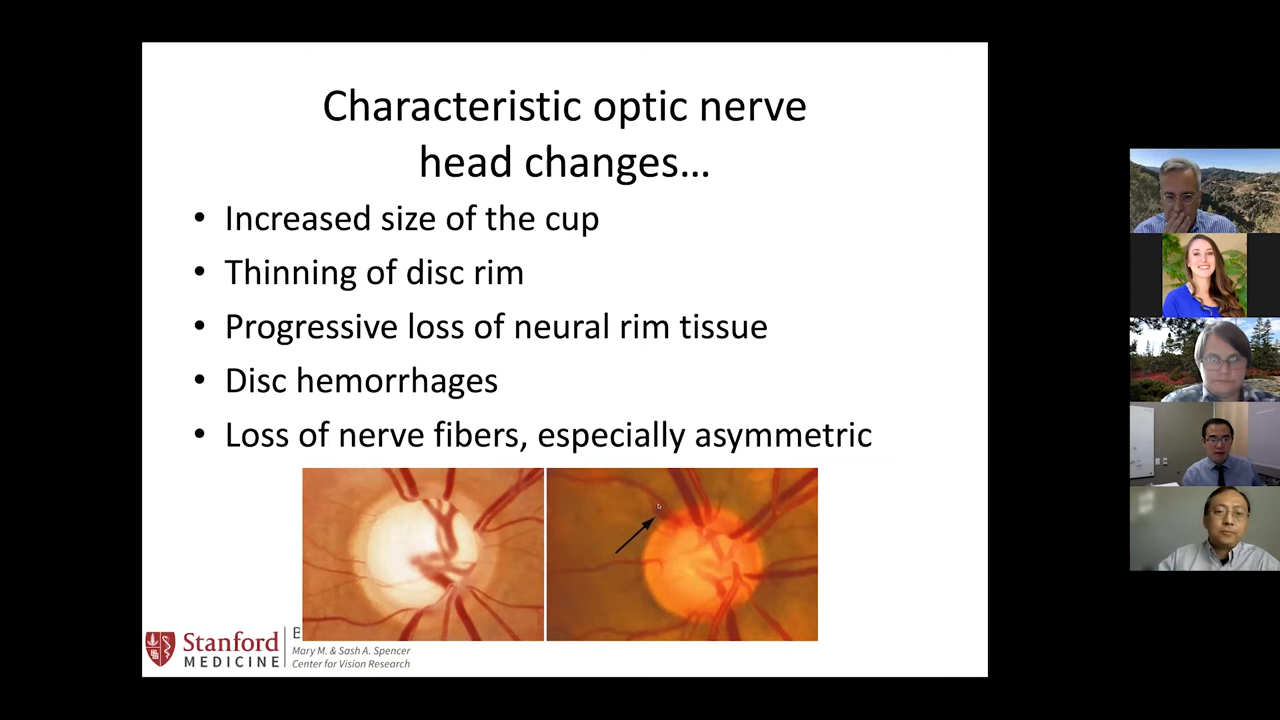 Characteristic optic nerve
head changes…
• Increased size of the cup
• Thinning of disc rim
• Progressive loss of neural rim tissue
• Disc hemorrhages
• Loss of nerve fibers, especially asymmetric
Stanford
MEDICINE
Mary M. & Sash A. Spencer
Center for Vision Research